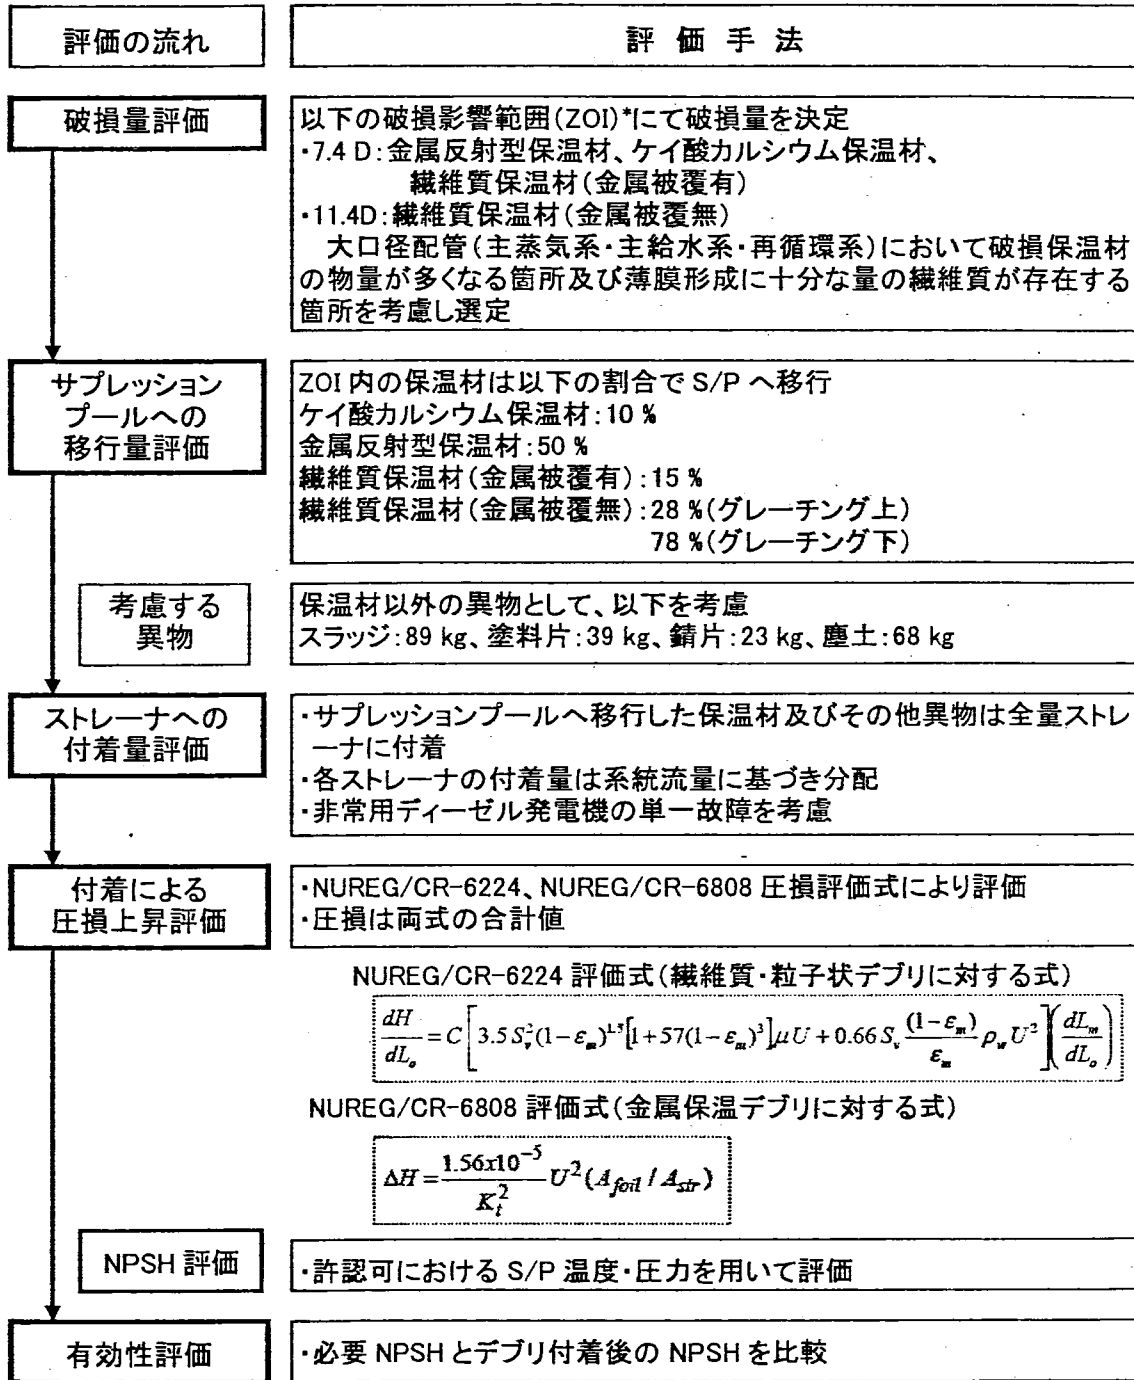 評価の流れ
評 価 手 法
破損量評価
以下の破損影響範囲(ZOI)*にて破損量を決定
・7.4 D:金属反射型保温材、ケイ酸カルシウム保温材、
繊維質保温材(金属被覆有)
・11.4D:繊維質保温材(金属被覆無)
大口径配管(主蒸気系・主給水系・再循環系)において破損保温材
の物量が多くなる箇所及び薄膜形成に十分な量の繊維質が存在する
箇所を考慮し選定
サプレッション
プールへの
移行量評価
ZOI 内の保温材は以下の割合で S/P へ移行
ケイ酸カルシウム保温材:10 %
金属反射型保温材:50 %
繊維質保温材(金属被覆有):15 %
繊維質保温材(金属被覆無):28 %(グレーチング上)
78 %(グレーチング下)
考慮する
異物
保温材以外の異物として、以下を考慮
スラッジ:89 kg、塗料片:39 kg、錆片:23 kg、塵土:68 kg
ストレーナへの
付着量評価
・サプレッションプールへ移行した保温材及びその他異物は全量ストレ
ーナに付着
・各ストレーナの付着量は系統流量に基づき分配
・非常用ディーゼル発電機の単一故障を考慮
付着による
圧損上昇評価
・NUREG/CR-6224、NUREG/CR-6808 圧損評価式により評価
・圧損は両式の合計値
NUREG/CR-6224 評価式(繊維質・粒子状デブリに対する式)
dH/dL_o = C[3.5 S_v^2(1-ε_m)^1.5[1+57(1-ε_m)^3]μU+0.66 S_v (1-ε_m)/ε_m ρ_w U^2](dL_m/dL_o)
NUREG/CR-6808 評価式(金属保温デブリに対する式)
ΔH = 1.56x10^-5/K_t^2 U^2(A_foil / A_str)
NPSH 評価
・許認可における S/P 温度・圧力を用いて評価
有効性評価
・必要 NPSH とデブリ付着後の NPSH を比較